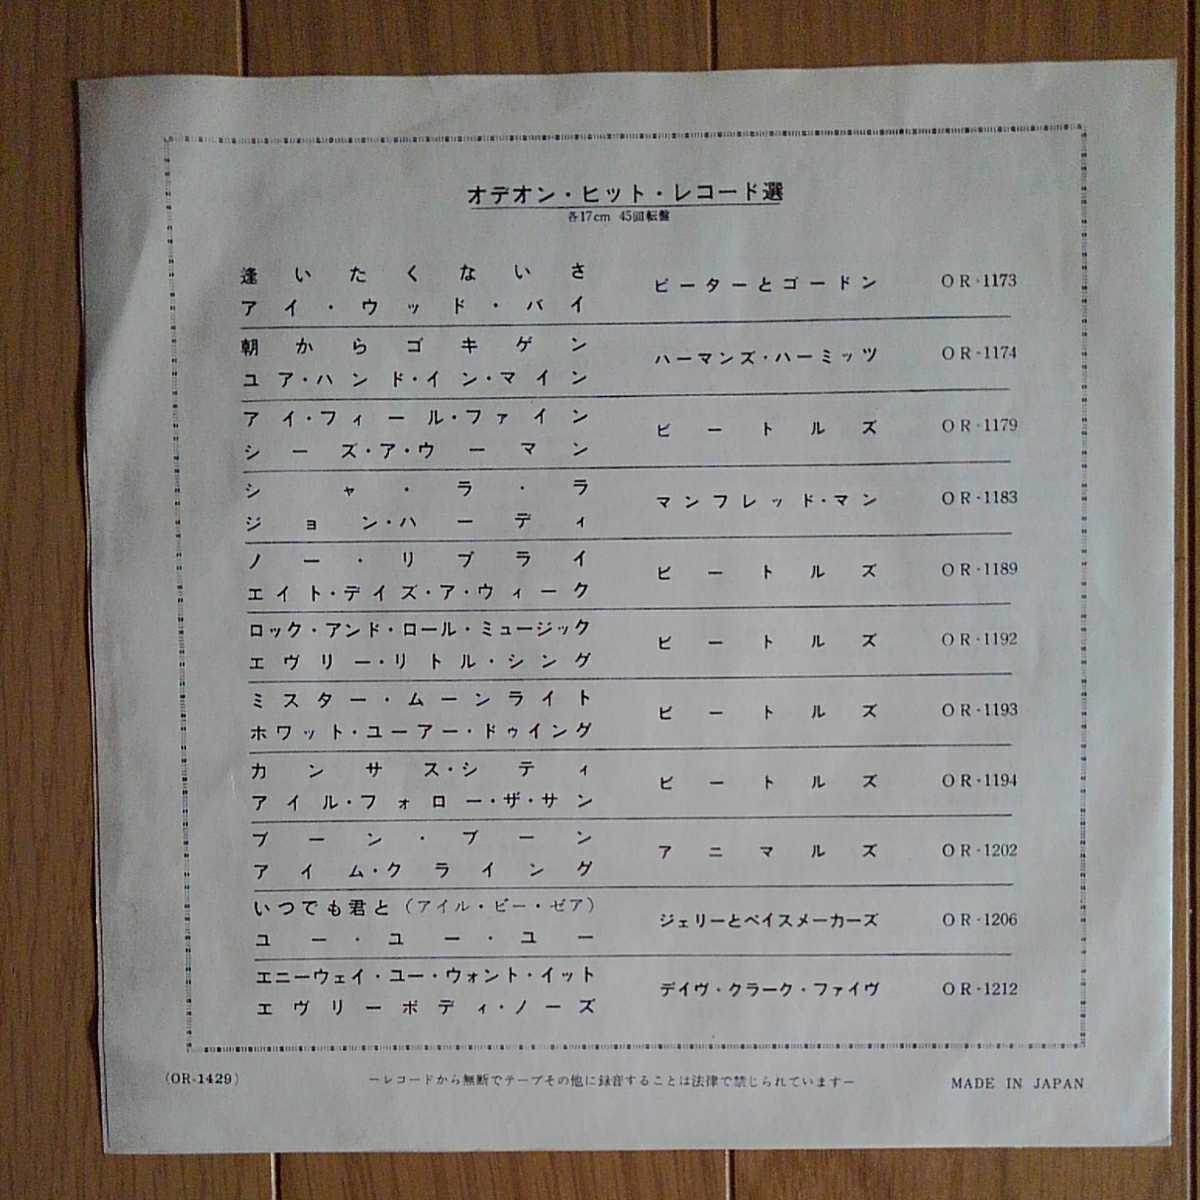 オデオン・ヒット・レコード選
各17cm 45回転盤
逢いたくないさ
アイ・ウッド・バイ
ピーターとゴードン OR-1173
朝からゴキゲン
ユア・ハンド・イン・マイン
ハーマンズ・ハーミッツ OR-1174
アイ・フィール・ファイン
シーズ・ア・ウーマン
ビートルズ OR-1179
シャ・ラ・ラ
ジョン・ハーディ
マンフレッド・マン OR-1183
ノー・リプライ
エイト・デイズ・ア・ウィーク
ビートルズ OR-1189
ロック・アンド・ロール・ミュージック
エヴリー・リトル・シング
ビートルズ OR-1192
ミスター・ムーンライト
ホワット・ユーアー・ドゥイング
ビートルズ OR-1193
カンサス・シティ
アイル・フォロー・ザ・サン
ビートルズ OR-1194
ブーン・ブーン
アイム・クライング
アニマルズ OR-1202
いつでも君と(アイル・ビー・ゼア)
ユー・ユー・ユー
ジェリーとペイスメーカーズ OR-1206
エニーウェイ・ユー・ウォント・イット
エヴリーボディ・ノーズ
デイヴ・クラーク・ファイヴ OR-1212
(OR-1429) −レコードから無断でテープその他に録音することは法律で禁じられています− MADE IN JAPAN